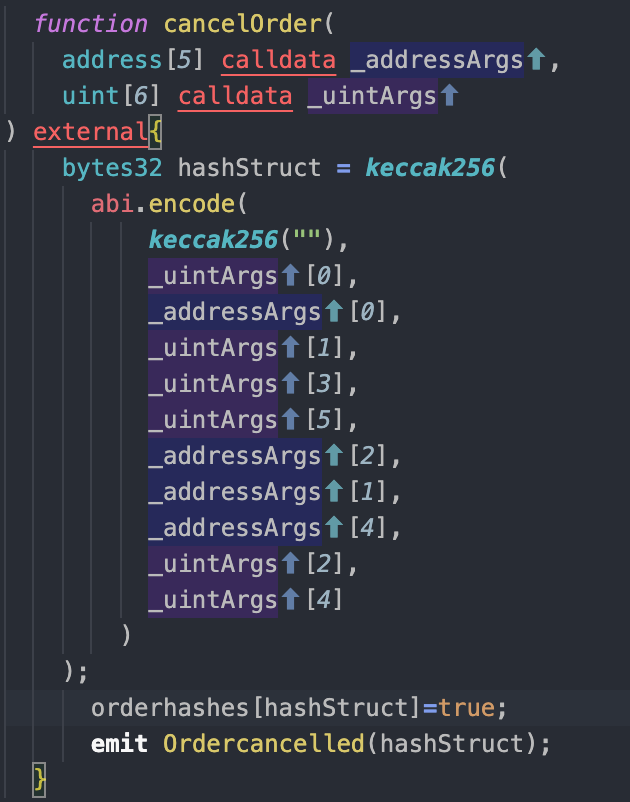 function cancelOrder(
address[5] calldata _addressArgs⬆,
uint[6] calldata _uintArgs⬆
) external{
bytes32 hashStruct = keccak256(
abi.encode(
keccak256(""),
_uintArgs⬆[0],
_addressArgs⬆[0],
_uintArgs⬆[1],
_uintArgs⬆[3],
_uintArgs⬆[5],
_addressArgs⬆[2],
_addressArgs⬆[1],
_addressArgs⬆[4],
_uintArgs⬆[2],
_uintArgs⬆[4]
)
);
orderhashes[hashStruct]=true;
emit Ordercancelled(hashStruct);
}